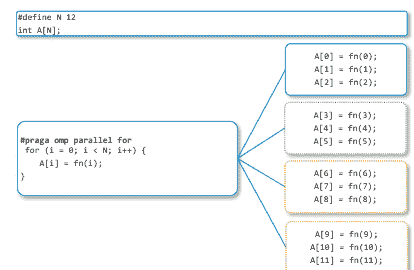 #define N 12
int A[N];
A[0] = fn(0);
A[1] = fn(1);
A[2] = fn(2);
A[3] = fn(3);
A[4] = fn(4);
A[5] = fn(5);
#praga omp parallel for
for (i = 0; i < N; i++) {
A[i] = fn(i);
}
A[6] = fn(6);
A[7] = fn(7);
A[8] = fn(8);
A[9] = fn(9);
A[10] = fn(10);
A[11] = fn(11);